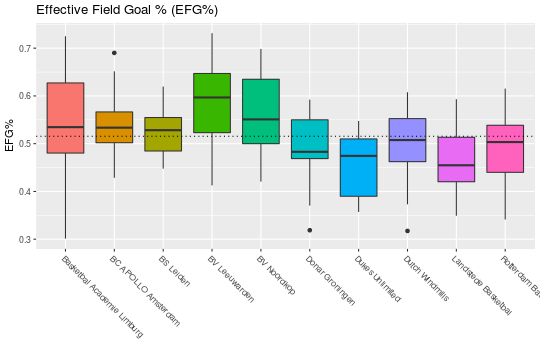 Effective Field Goal % (EFG%)
EFG%
0.7
0.6
0.5
0.4
0.3
Basketbal Academie Limburg
BC APOLLO Amsterdam
BS Leiden
BV Leeuwarden
BV Noordkop
Donar Groningen
Dukes Unlimited
Dutch Windmills
Landstede Basketbal
Rotterdam Bas